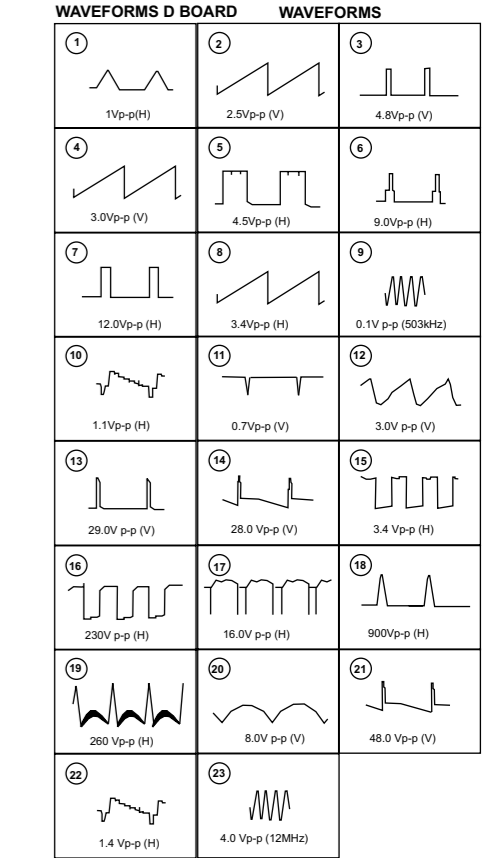 WAVEFORMS D BOARD WAVEFORMS
1 2 3
1Vp-p(H) 2.5Vp-p (V) 4.8Vp-p (V)
4 5 6
3.0Vp-p (V) 4.5Vp-p (H) 9.0Vp-p (H)
7 8 9
12.0Vp-p (H) 3.4Vp-p (H) 0.1V p-p (503kHz)
10 11 12
1.1Vp-p (H) 0.7Vp-p (V) 3.0V p-p (V)
13 14 15
29.0V p-p (V) 28.0 Vp-p (V) 3.4 Vp-p (H)
16 17 18
230V p-p (H) 16.0V p-p (H) 900Vp-p (H)
19 20 21
260 Vp-p (H) 8.0V p-p (V) 48.0 Vp-p (V)
22 23
1.4 Vp-p (H) 4.0 Vp-p (12MHz)